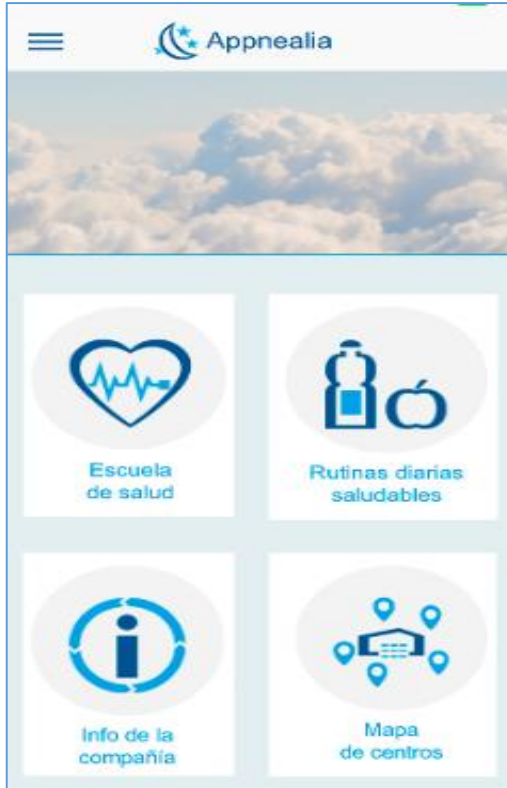 Appnealia
Escuela
de salud
Rutinas diarias
saludables
Info de la
compañía
Mapa
de centros